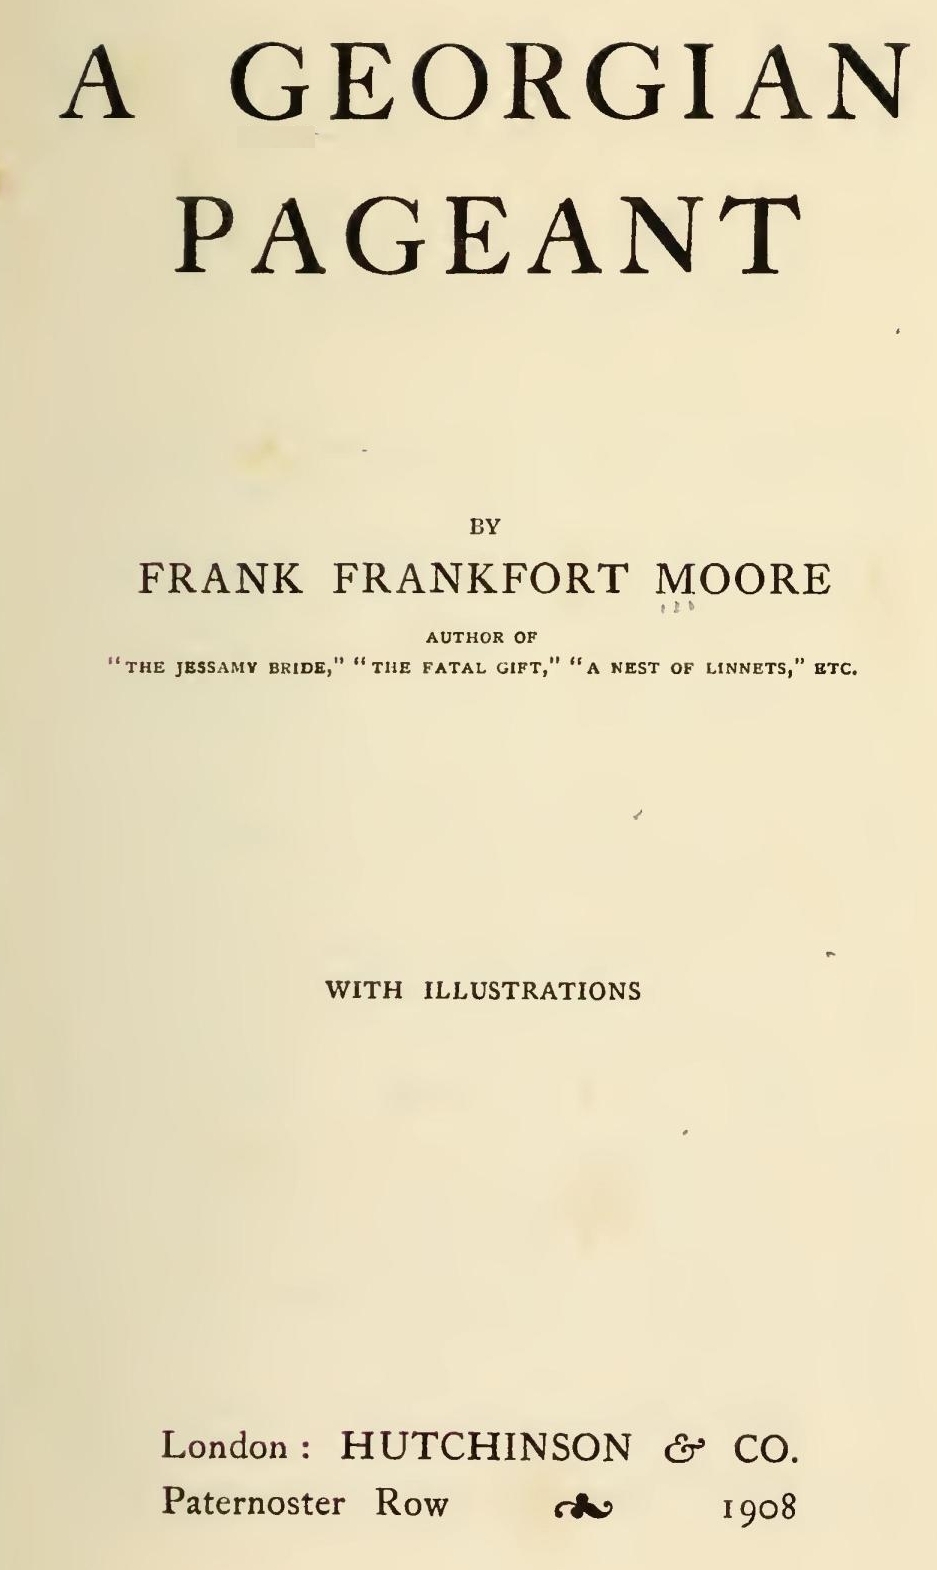 A GEORGIAN
PAGEANT
BY
FRANK FRANKFORT MOORE
AUTHOR OF
"THE JESSAMY BRIDE," "THE FATAL GIFT," "A NEST OF LINNETS," ETC.
WITH ILLUSTRATIONS
London : HUTCHINSON & CO.
Paternoster Row 1908